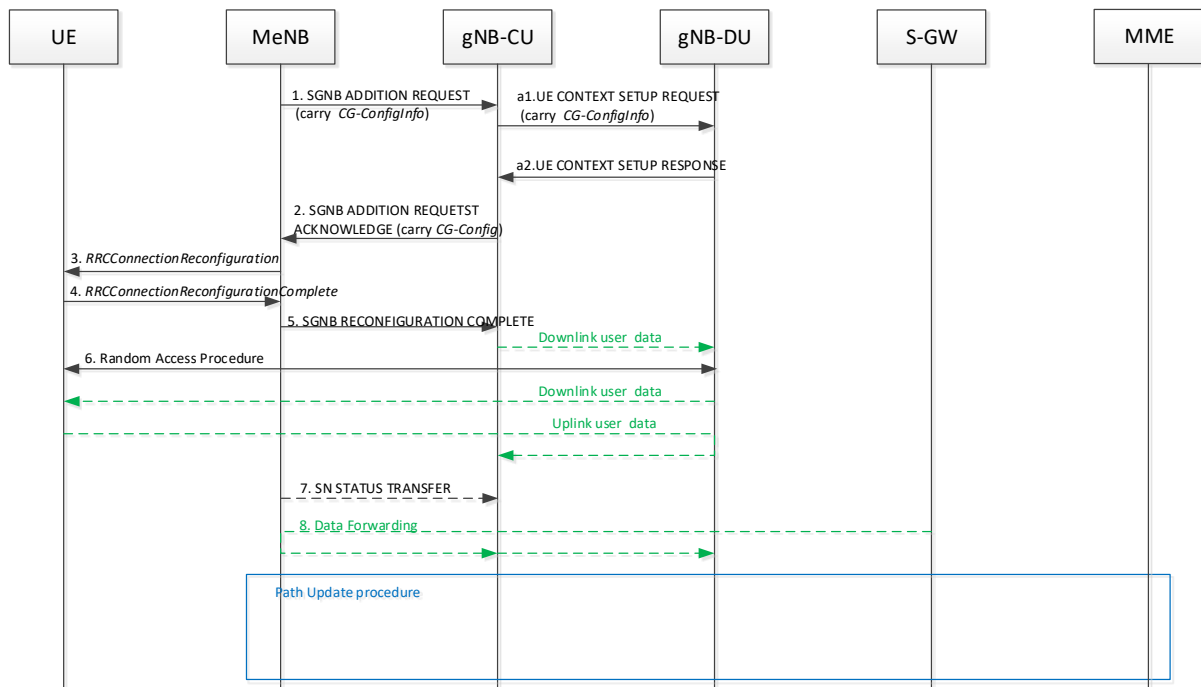 UE
MeNB
gNB-CU
gNB-DU
S-GW
MME
1. SGNB ADDITION REQUEST
(carry CG-ConfigInfo)
a1.UE CONTEXT SETUP REQUEST
(carry CG-ConfigInfo)
a2.UE CONTEXT SETUP RESPONSE
2. SGNB ADDITION REQUETST
ACKNOWLEDGE (carry CG-Config)
3. RRCConnectionReconfiguration
4. RRCConnectionReconfigurationComplete
5. SGNB RECONFIGURATION COMPLETE
Downlink user data
6. Random Access Procedure
Downlink user data
Uplink user data
7. SN STATUS TRANSFER
8. Data Forwarding
Path Update procedure